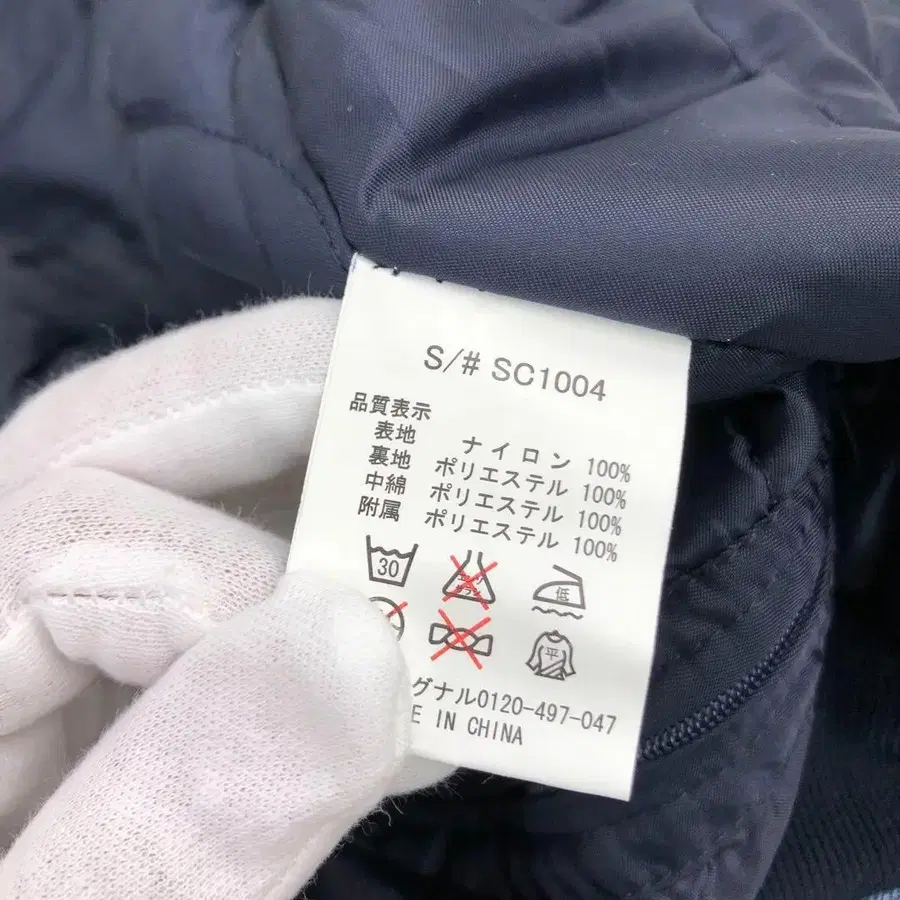 S/# SC1004
品質表示
表地 ナイロン 100%
裏地 ポリエステル 100%
中綿 ポリエステル 100%
附属 ポリエステル 100%
30 低
平
グナル0120-497-047
E IN CHINA